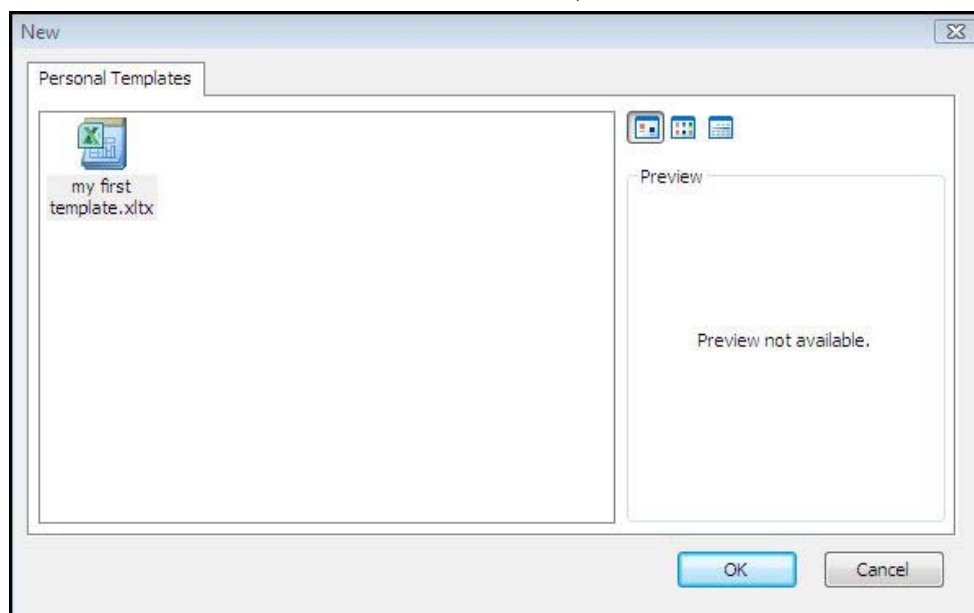 New
Personal Templates
my first
template.xltx
Preview
Preview not available.
OK
Cancel